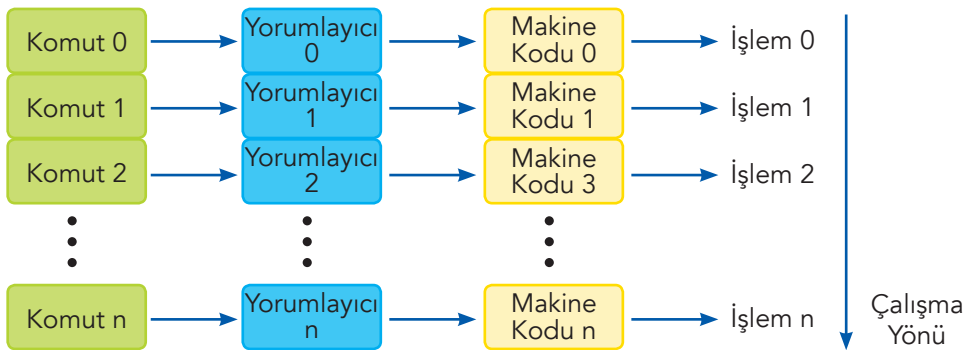 Komut 0
Yorumlayıcı
0
Makine
Kodu 0
İşlem 0
Komut 1
Yorumlayıcı
1
Makine
Kodu 1
İşlem 1
Komut 2
Yorumlayıcı
2
Makine
Kodu 3
İşlem 2
Komut n
Yorumlayıcı
n
Makine
Kodu n
İşlem n
Çalışma
Yönü